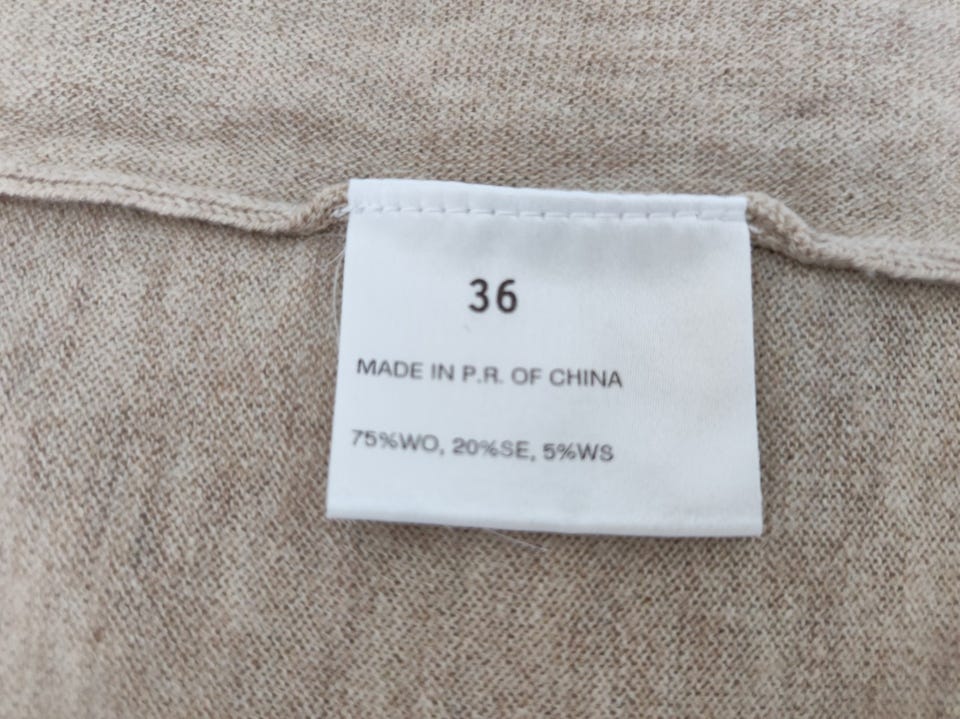 36
MADE IN P.R. OF CHINA
75%WO, 20%SE, 5%WS